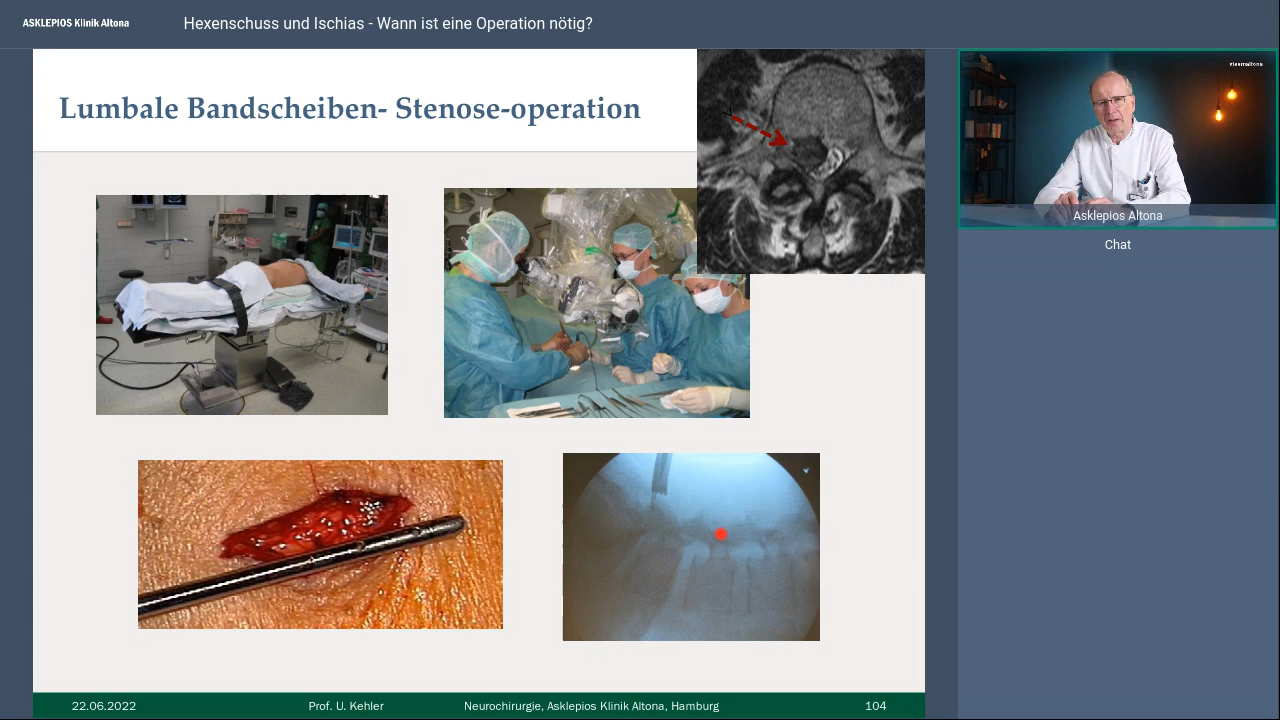 ASKLEPIOS Klinik Altona
Hexenschuss und Ischias - Wann ist eine Operation nötig?
Lumbale Bandscheiben- Stenose-operation
#teamaltona
Asklepios Altona
Chat
22.06.2022
Prof. U. Kehler
Neurochirurgie, Asklepios Klinik Altona, Hamburg
104